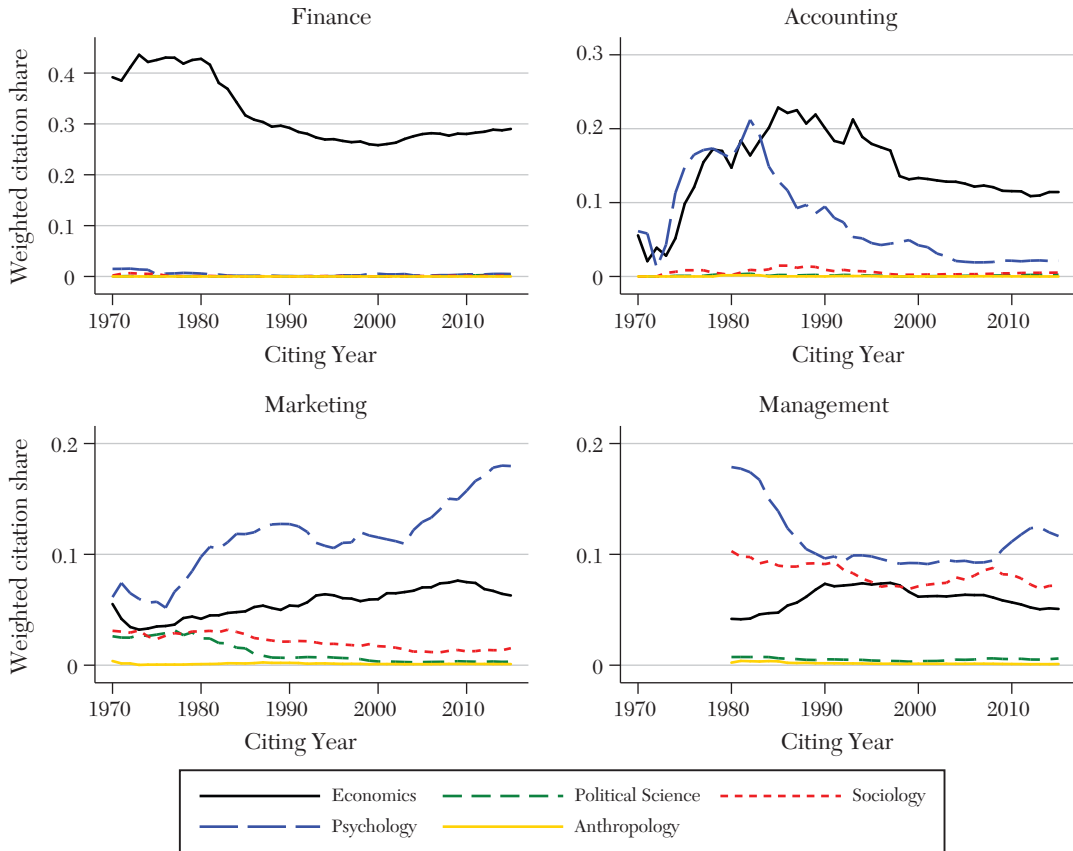 Finance
Weighted citation share
0.4
0.3
0.2
0.1
0
1970 1980 1990 2000 2010
Citing Year
Accounting
0.3
0.2
0.1
0
1970 1980 1990 2000 2010
Citing Year
Marketing
Weighted citation share
0.2
0.1
0
1970 1980 1990 2000 2010
Citing Year
Management
0.2
0.1
0
1970 1980 1990 2000 2010
Citing Year
Economics Political Science Sociology
Psychology Anthropology